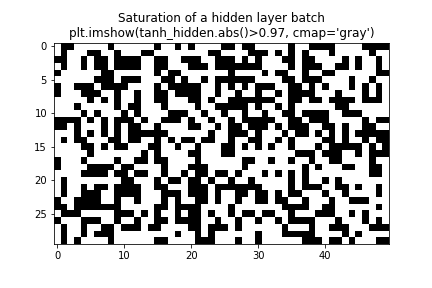 Saturation of a hidden layer batch
plt.imshow(tanh_hidden.abs()>0.97, cmap='gray')
0
5
10
15
20
25
0 10 20 30 40